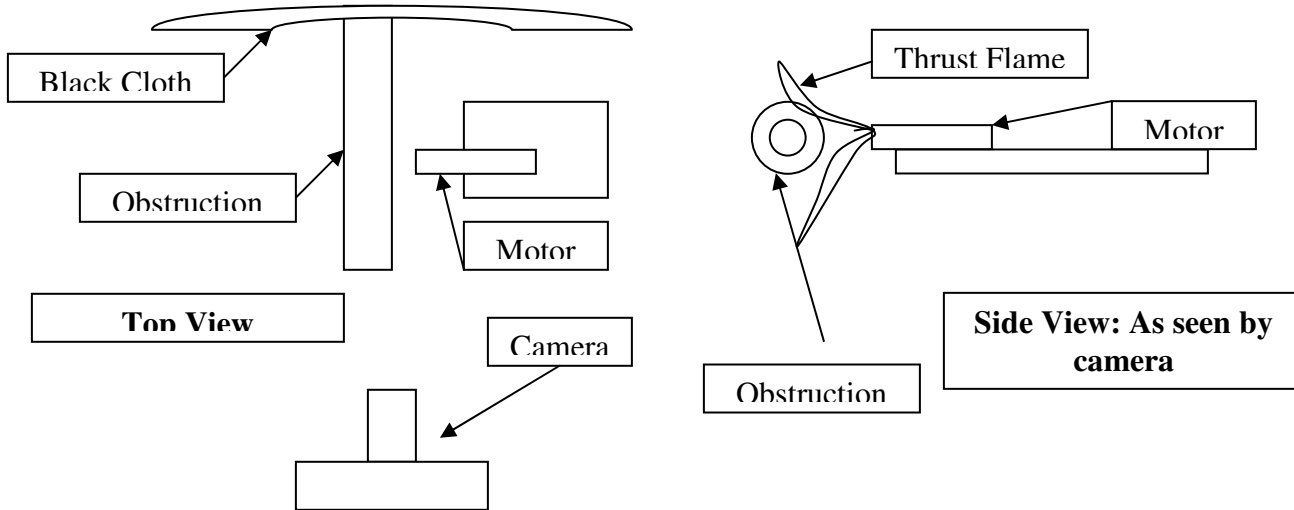 Black Cloth
Obstruction
Motor
Top View
Camera
Thrust Flame
Motor
Obstruction
Side View: As seen by
camera